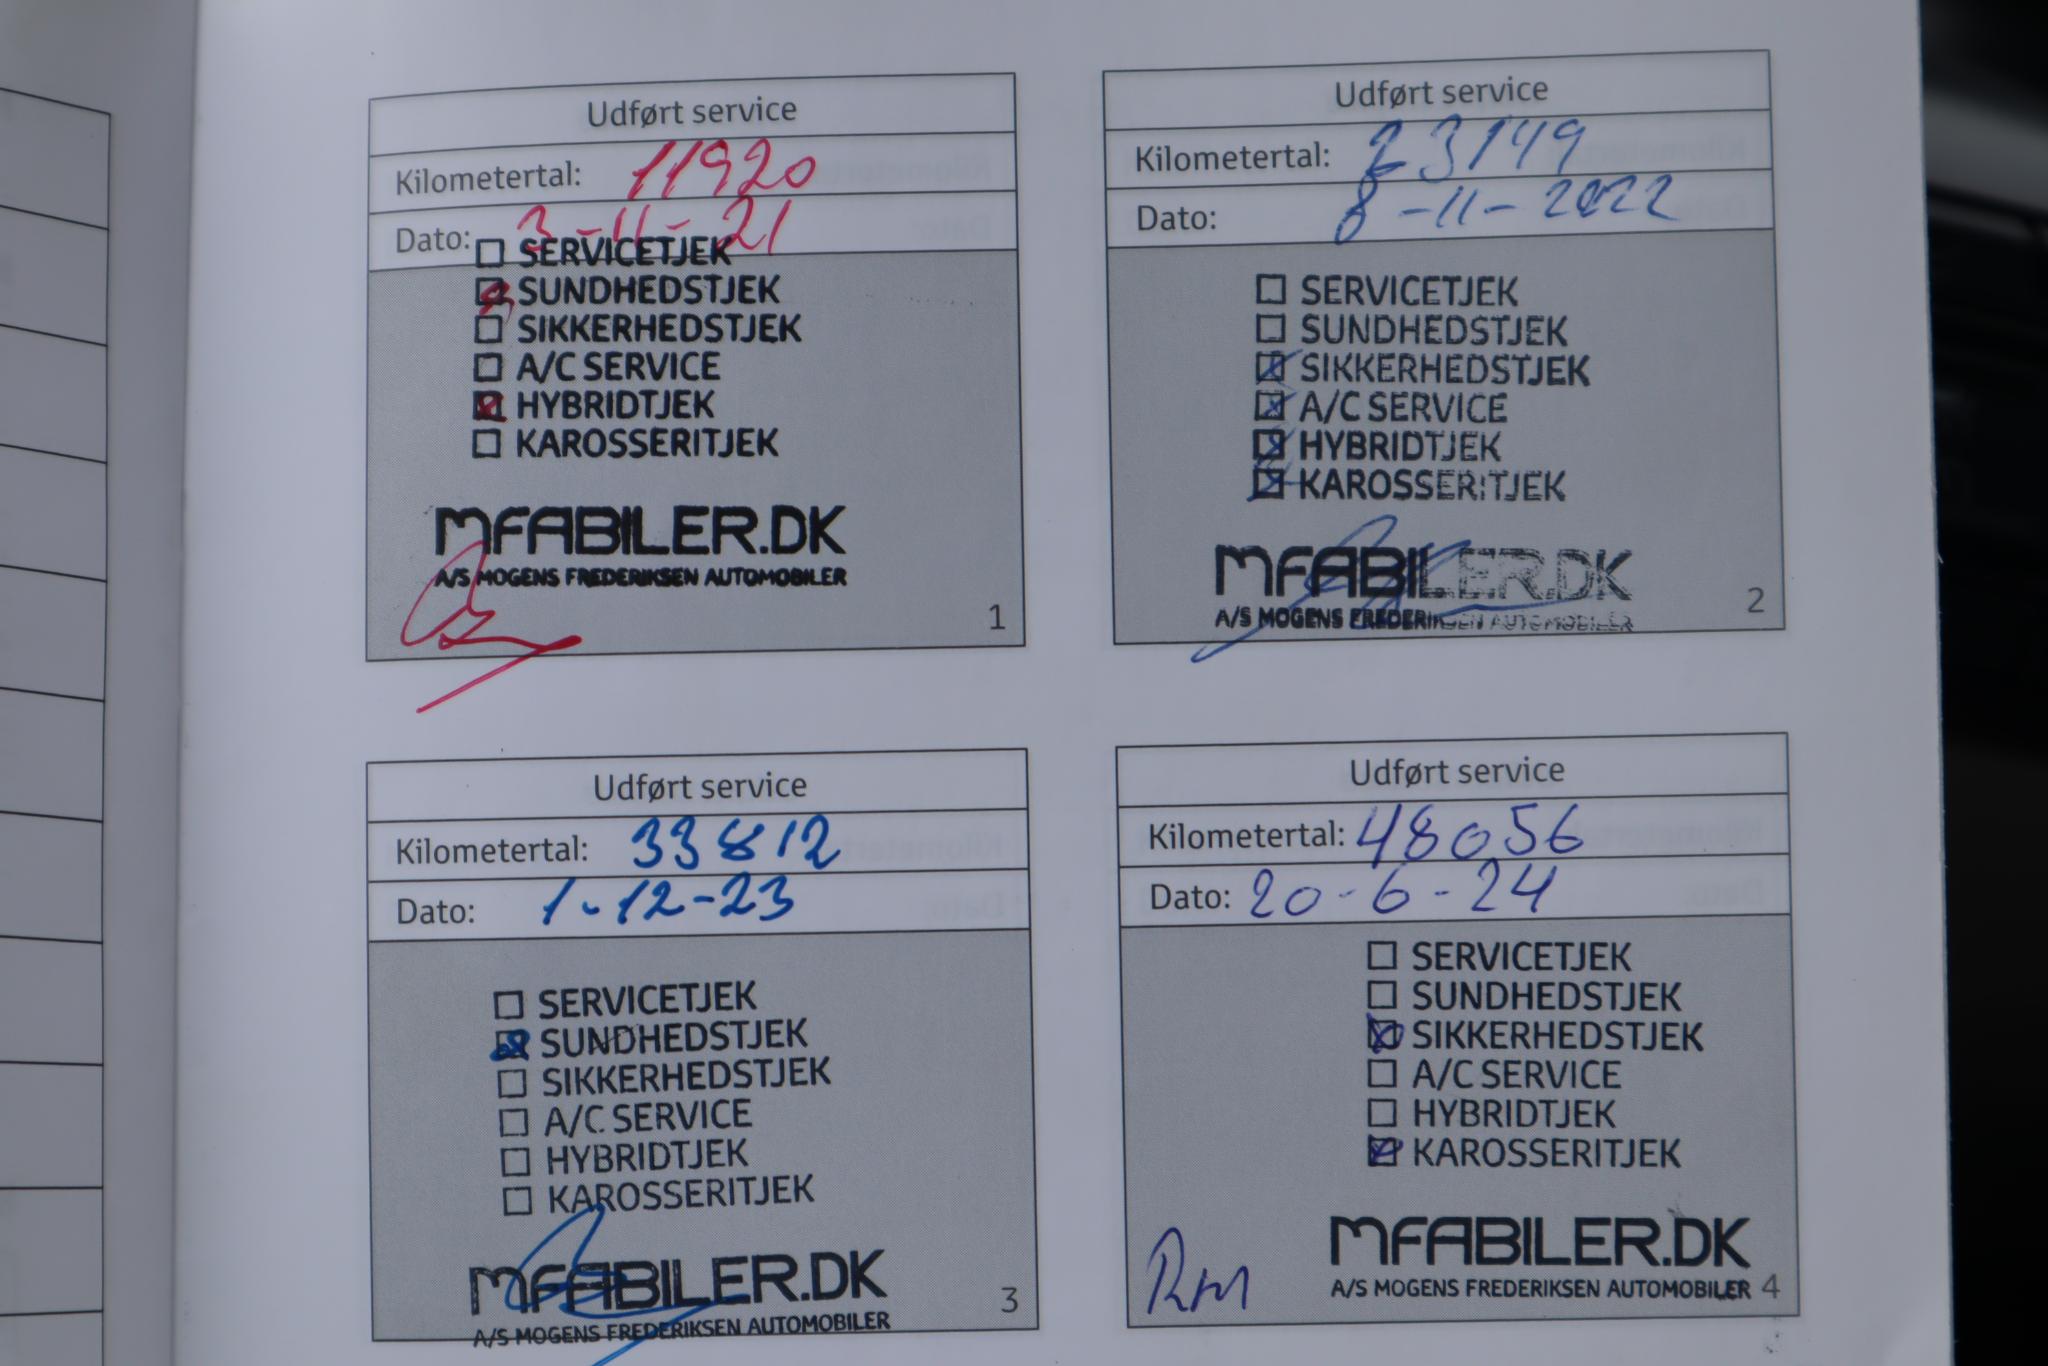 Udført service
Kilometertal: 11920
Dato: 3-11-21
SERVICETJEK
SUNDHEDSTJEK
SIKKERHEDSTJEK
A/C SERVICE
HYBRIDTJEK
KAROSSERITJEK
MFABILER.DK
A/S MOGENS FREDERIKSEN AUTOMOBILER
1
Udført service
Kilometertal: 23149
Dato: 8-11-2022
SERVICETJEK
SUNDHEDSTJEK
SIKKERHEDSTJEK
A/C SERVICE
HYBRIDTJEK
KAROSSERITJEK
MFABILER.DK
A/S MOGENS FREDERIKSEN AUTOMOBILER
2
Udført service
Kilometertal: 33812
Dato: 1.12-23
SERVICETJEK
SUNDHEDSTJEK
SIKKERHEDSTJEK
A/C SERVICE
HYBRIDTJEK
KAROSSERITJEK
MFABILER.DK
A/S MOGENS FREDERIKSEN AUTOMOBILER
3
Udført service
Kilometertal: 48056
Dato: 20-6-24
SERVICETJEK
SUNDHEDSTJEK
SIKKERHEDSTJEK
A/C SERVICE
HYBRIDTJEK
KAROSSERITJEK
RM
MFABILER.DK
A/S MOGENS FREDERIKSEN AUTOMOBILER 4